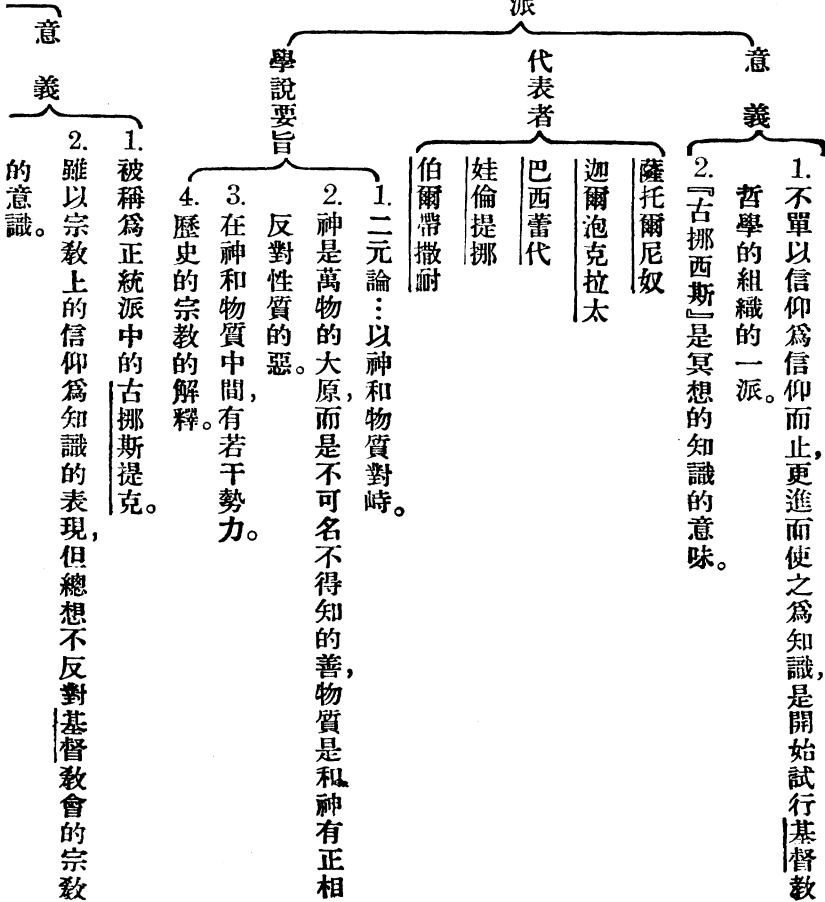 派
意義
1. 不單以信仰爲信仰而止，更進而使之爲知識，是開始試行基督教
哲學的組織的一派。
2. 『古挪西斯』是冥想的知識的意味。
代表者
薩托爾尼奴
迦爾泡克拉太
巴西蕾代
娃倫提挪
伯爾帶撒耐
學說要旨
1. 二元論…以神和物質對峙。
2. 神是萬物的大原，而是不可名不得知的善，物質是和神有正相
反對性質的惡。
3. 在神和物質中間，有若干勢力。
4. 歷史的宗教的解釋。
意義
1. 被稱爲正統派中的古挪斯提克。
2. 雖以宗教上的信仰爲知識的表現，但總想不反對基督教會的宗教
的意識。